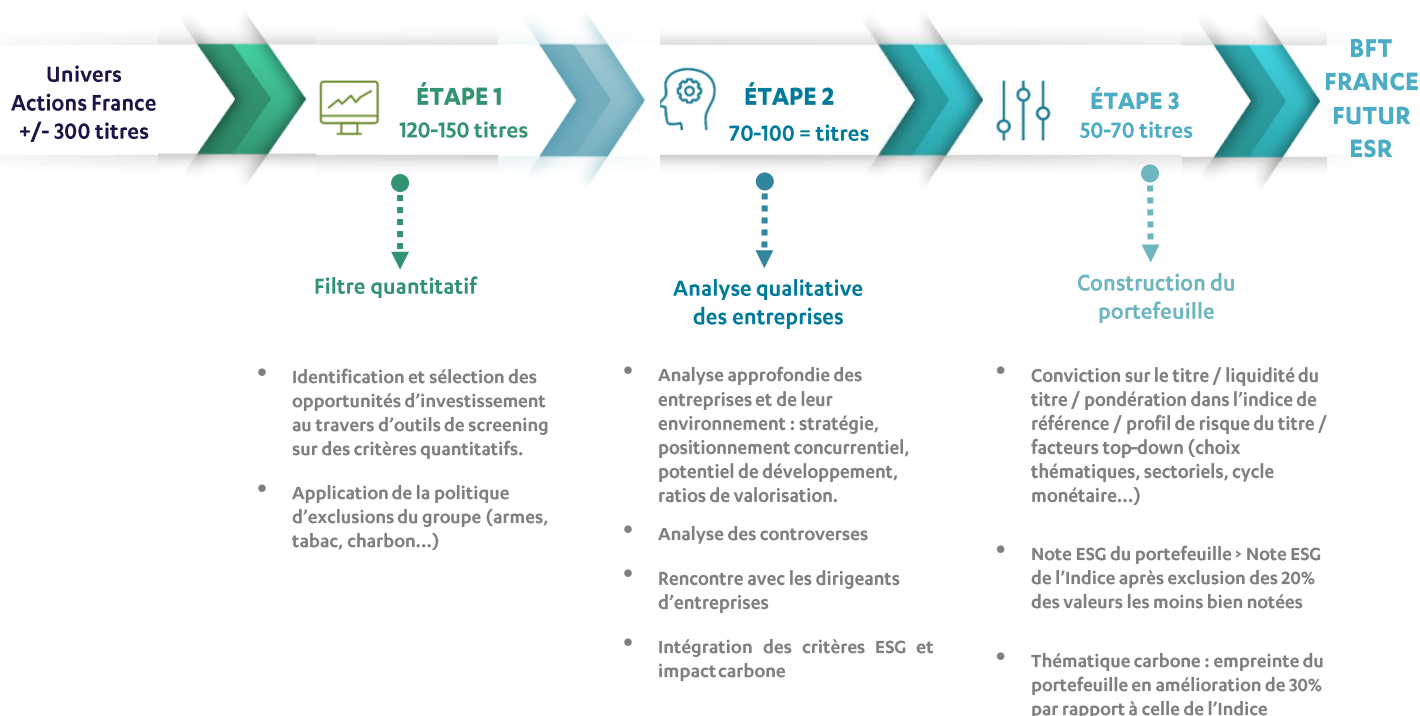 Univers
Actions France
+/- 300 titres
ÉTAPE 1
120-150 titres
ÉTAPE 2
70-100 = titres
ÉTAPE 3
50-70 titres
BFT
FRANCE
FUTUR
ESR
Filtre quantitatif
• Identification et sélection des
opportunités d’investissement
au travers d’outils de screening
sur des critères quantitatifs.
• Application de la politique
d’exclusions du groupe (armes,
tabac, charbon…)
Analyse qualitative
des entreprises
• Analyse approfondie des
entreprises et de leur
environnement : stratégie,
positionnement concurrentiel,
potentiel de développement,
ratios de valorisation.
• Analyse des controverses
• Rencontre avec les dirigeants
d’entreprises
• Intégration des critères ESG et
impact carbone
Construction du
portefeuille
• Conviction sur le titre / liquidité du
titre / pondération dans l’indice de
référence / profil de risque du titre /
facteurs top-down (choix
thématiques, sectoriels, cycle
monétaire…)
• Note ESG du portefeuille > Note ESG
de l’Indice après exclusion des 20%
des valeurs les moins bien notées
• Thématique carbone : empreinte du
portefeuille en amélioration de 30%
par rapport à celle de l’Indice